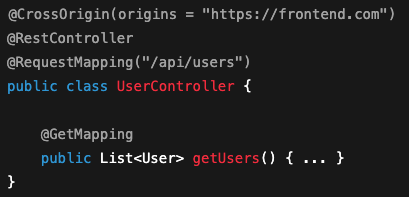 @CrossOrigin(origins = "https://frontend.com")
@RestController
@RequestMapping("/api/users")
public class UserController {
@GetMapping
public List<User> getUsers() { ... }
}